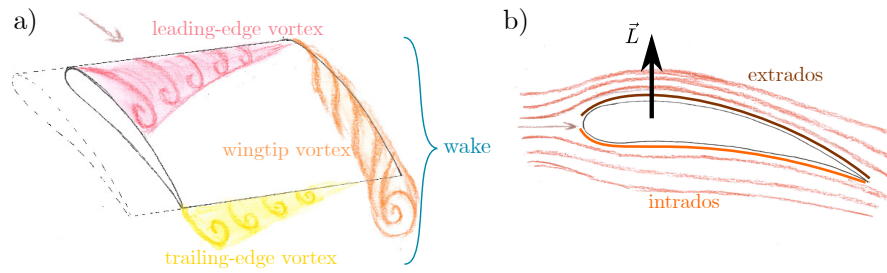 a)
leading-edge vortex
wingtip vortex
wake
trailing-edge vortex
b)
L⃗
extrados
intrados